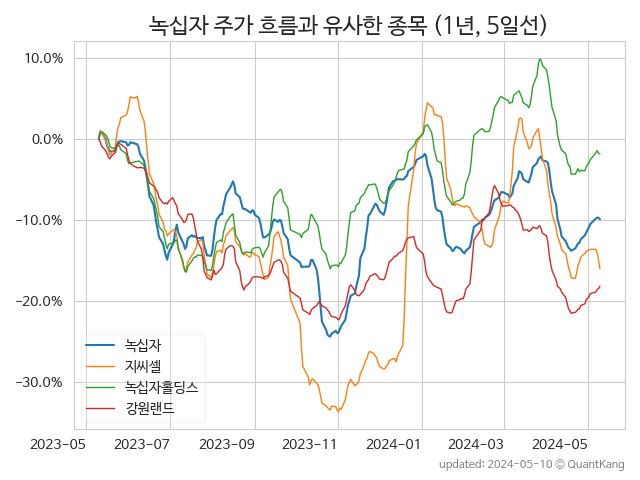 녹십자 주가 흐름과 유사한 종목 (1년, 5일선)
10.0%
0.0%
−10.0%
−20.0%
−30.0%
녹십자
지씨셀
녹십자홀딩스
강원랜드
2023-05
2023-07
2023-09
2023-11
2024-01
2024-03
2024-05
updated: 2024-05-10 © QuantKang